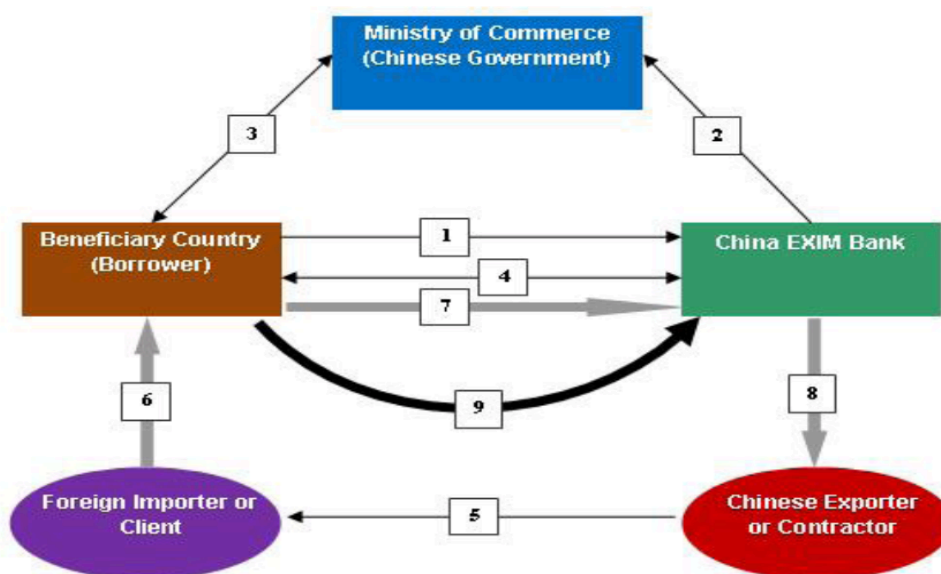 Ministry of Commerce
(Chinese Government)
3
2
Beneficiary Country
(Borrower)
1
China EXIM Bank
4
7
6
9
8
Foreign Importer or
Client
5
Chinese Exporter
or Contractor